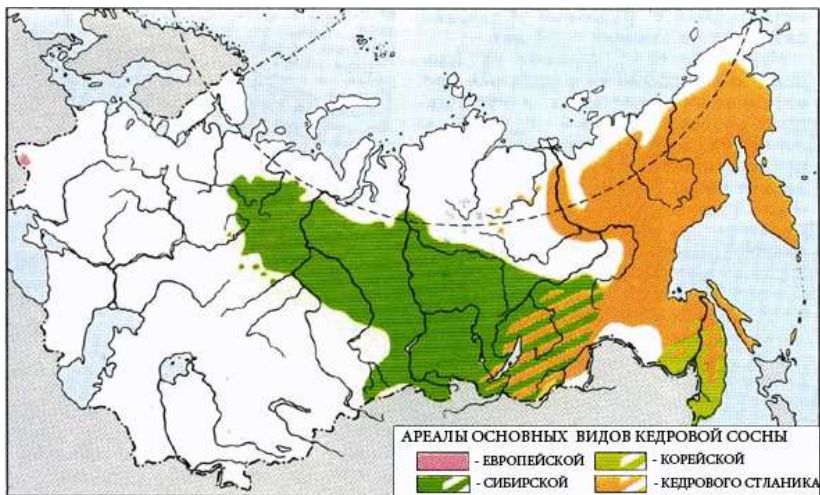 АРЕАЛЫ ОСНОВНЫХ ВИДОВ КЕДРОВОЙ СОСНЫ
- ЕВРОПЕЙСКОЙ - КОРЕЙСКОЙ
- СИБИРСКОЙ - КЕДРОВОГО СТЛАНИКА